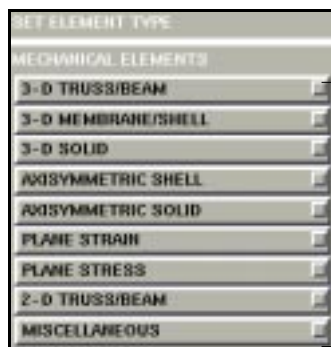 SET ELEMENT TYPE
MECHANICAL ELEMENTS
3-D TRUSS/BEAM
3-D MEMBRANE/SHELL
3-D SOLID
AXISYMMETRIC SHELL
AXISYMMETRIC SOLID
PLANE STRAIN
PLANE STRESS
2-D TRUSS/BEAM
MISCELLANEOUS